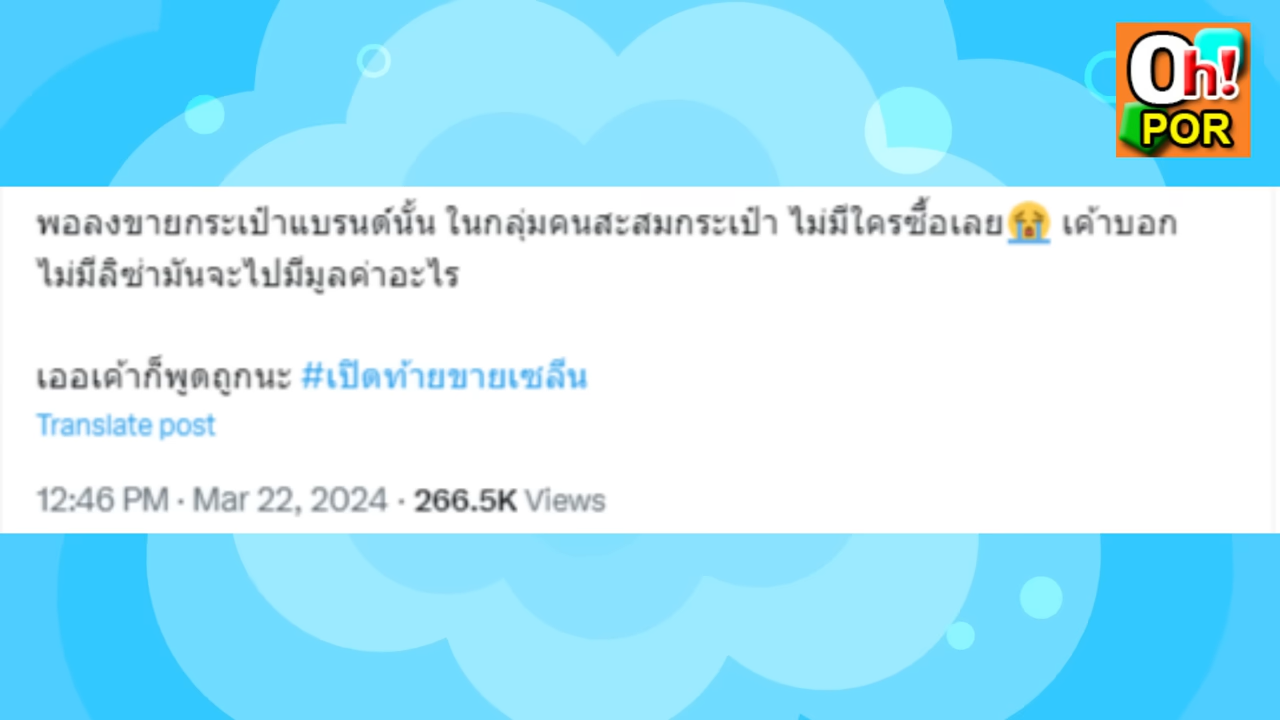 Oh!
POR
พอลงขายกระเป๋าแบรนด์นั้น ในกลุ่มคนสะสมกระเป๋า ไม่มีใครซื้อเลย😭 เค้าบอก
ไม่มีลิซ่ามันจะไปมีมูลค่าอะไร
เออเค้าก็พูดถูกนะ #เปิดท้ายขายเซลีน
Translate post
12:46 PM · Mar 22, 2024 · 266.5K Views